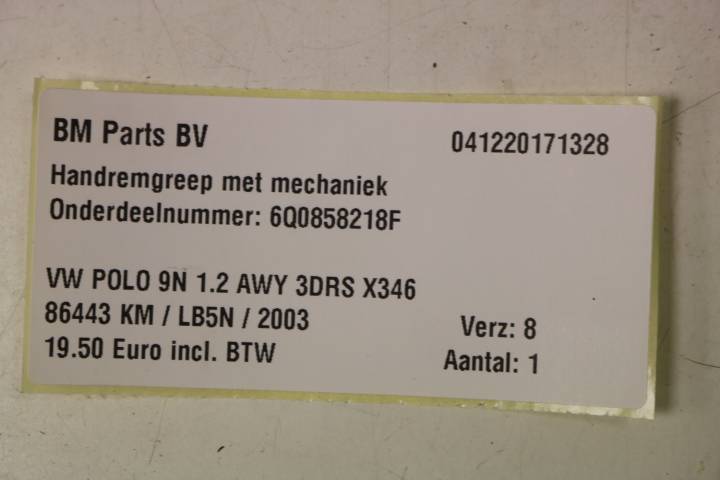 BM Parts BV 041220171328
Handremgreep met mechaniek
Onderdeelnummer: 6Q0858218F
VW POLO 9N 1.2 AWY 3DRS X346
86443 KM / LB5N / 2003 Verz: 8
19.50 Euro incl. BTW Aantal: 1